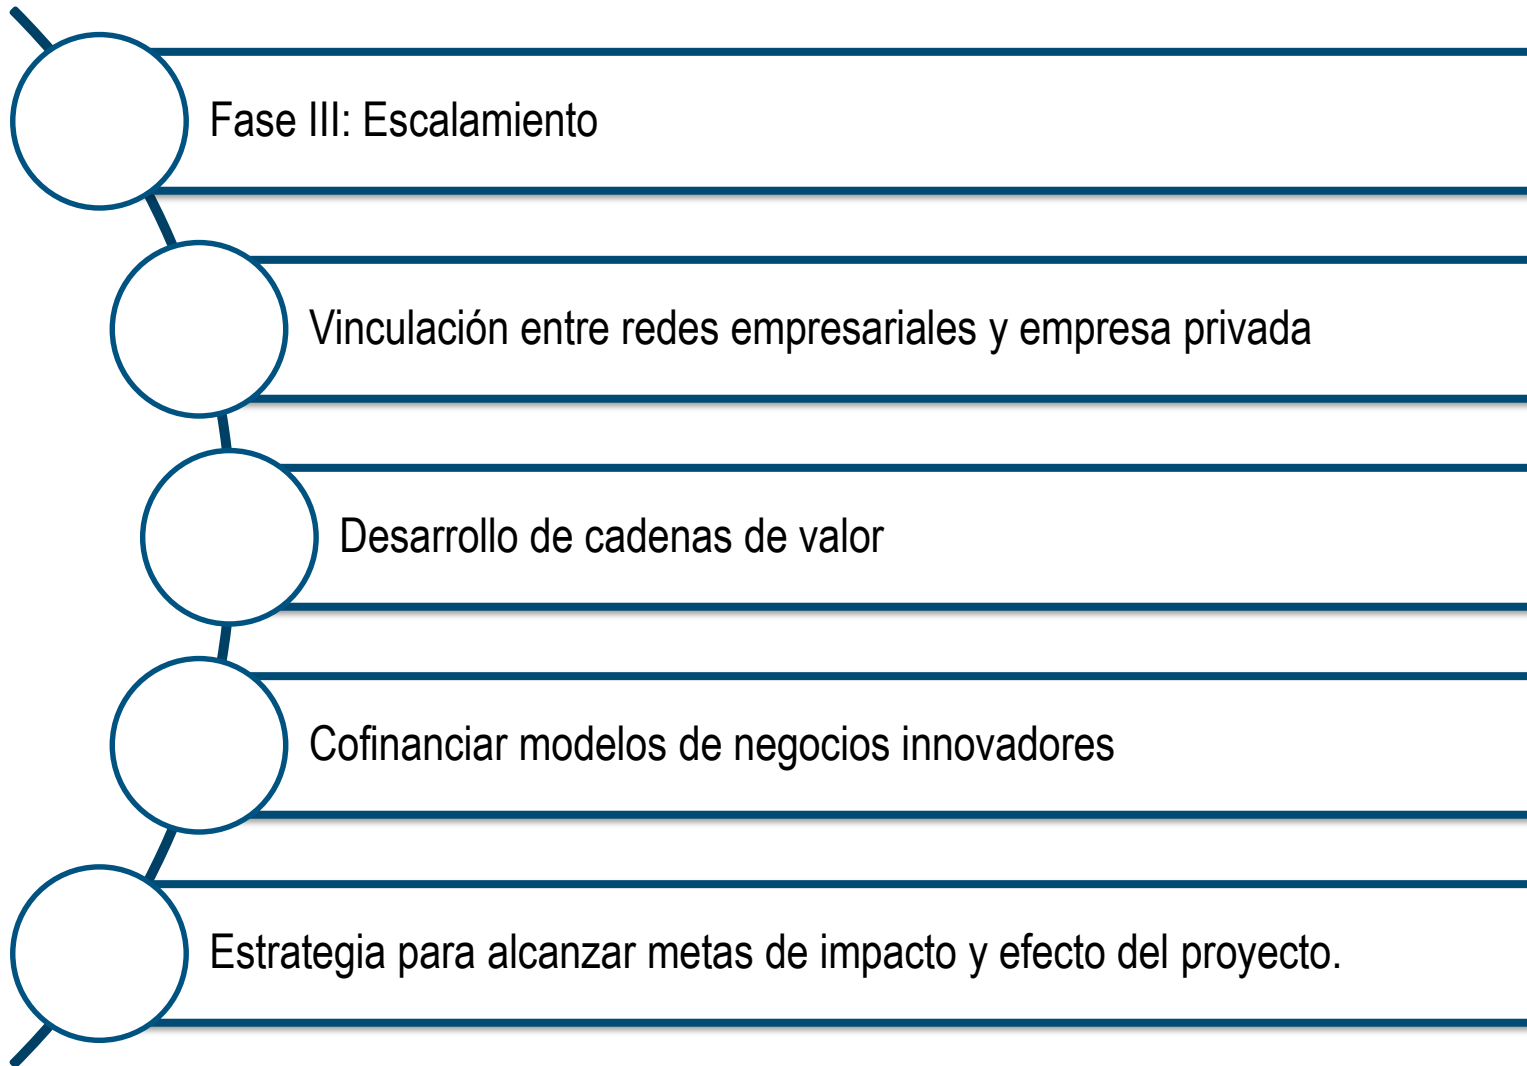 Fase III: Escalamiento
Vinculación entre redes empresariales y empresa privada
Desarrollo de cadenas de valor
Cofinanciar modelos de negocios innovadores
Estrategia para alcanzar metas de impacto y efecto del proyecto.